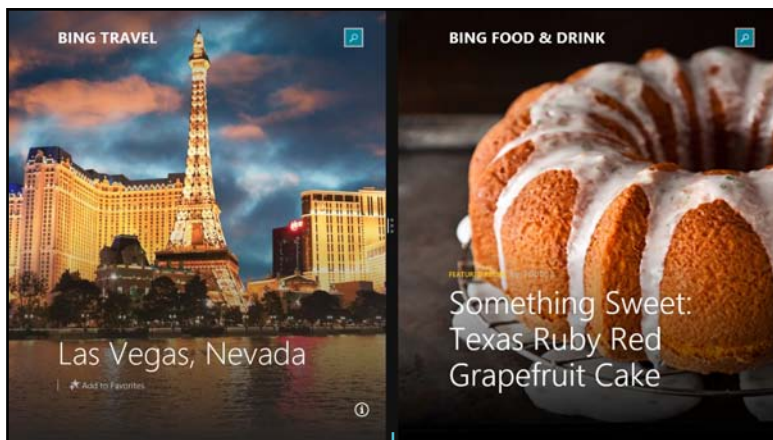 BING TRAVEL
Las Vegas, Nevada
Add to Favorites
BING FOOD & DRINK
Something Sweet:
Texas Ruby Red
Grapefruit Cake